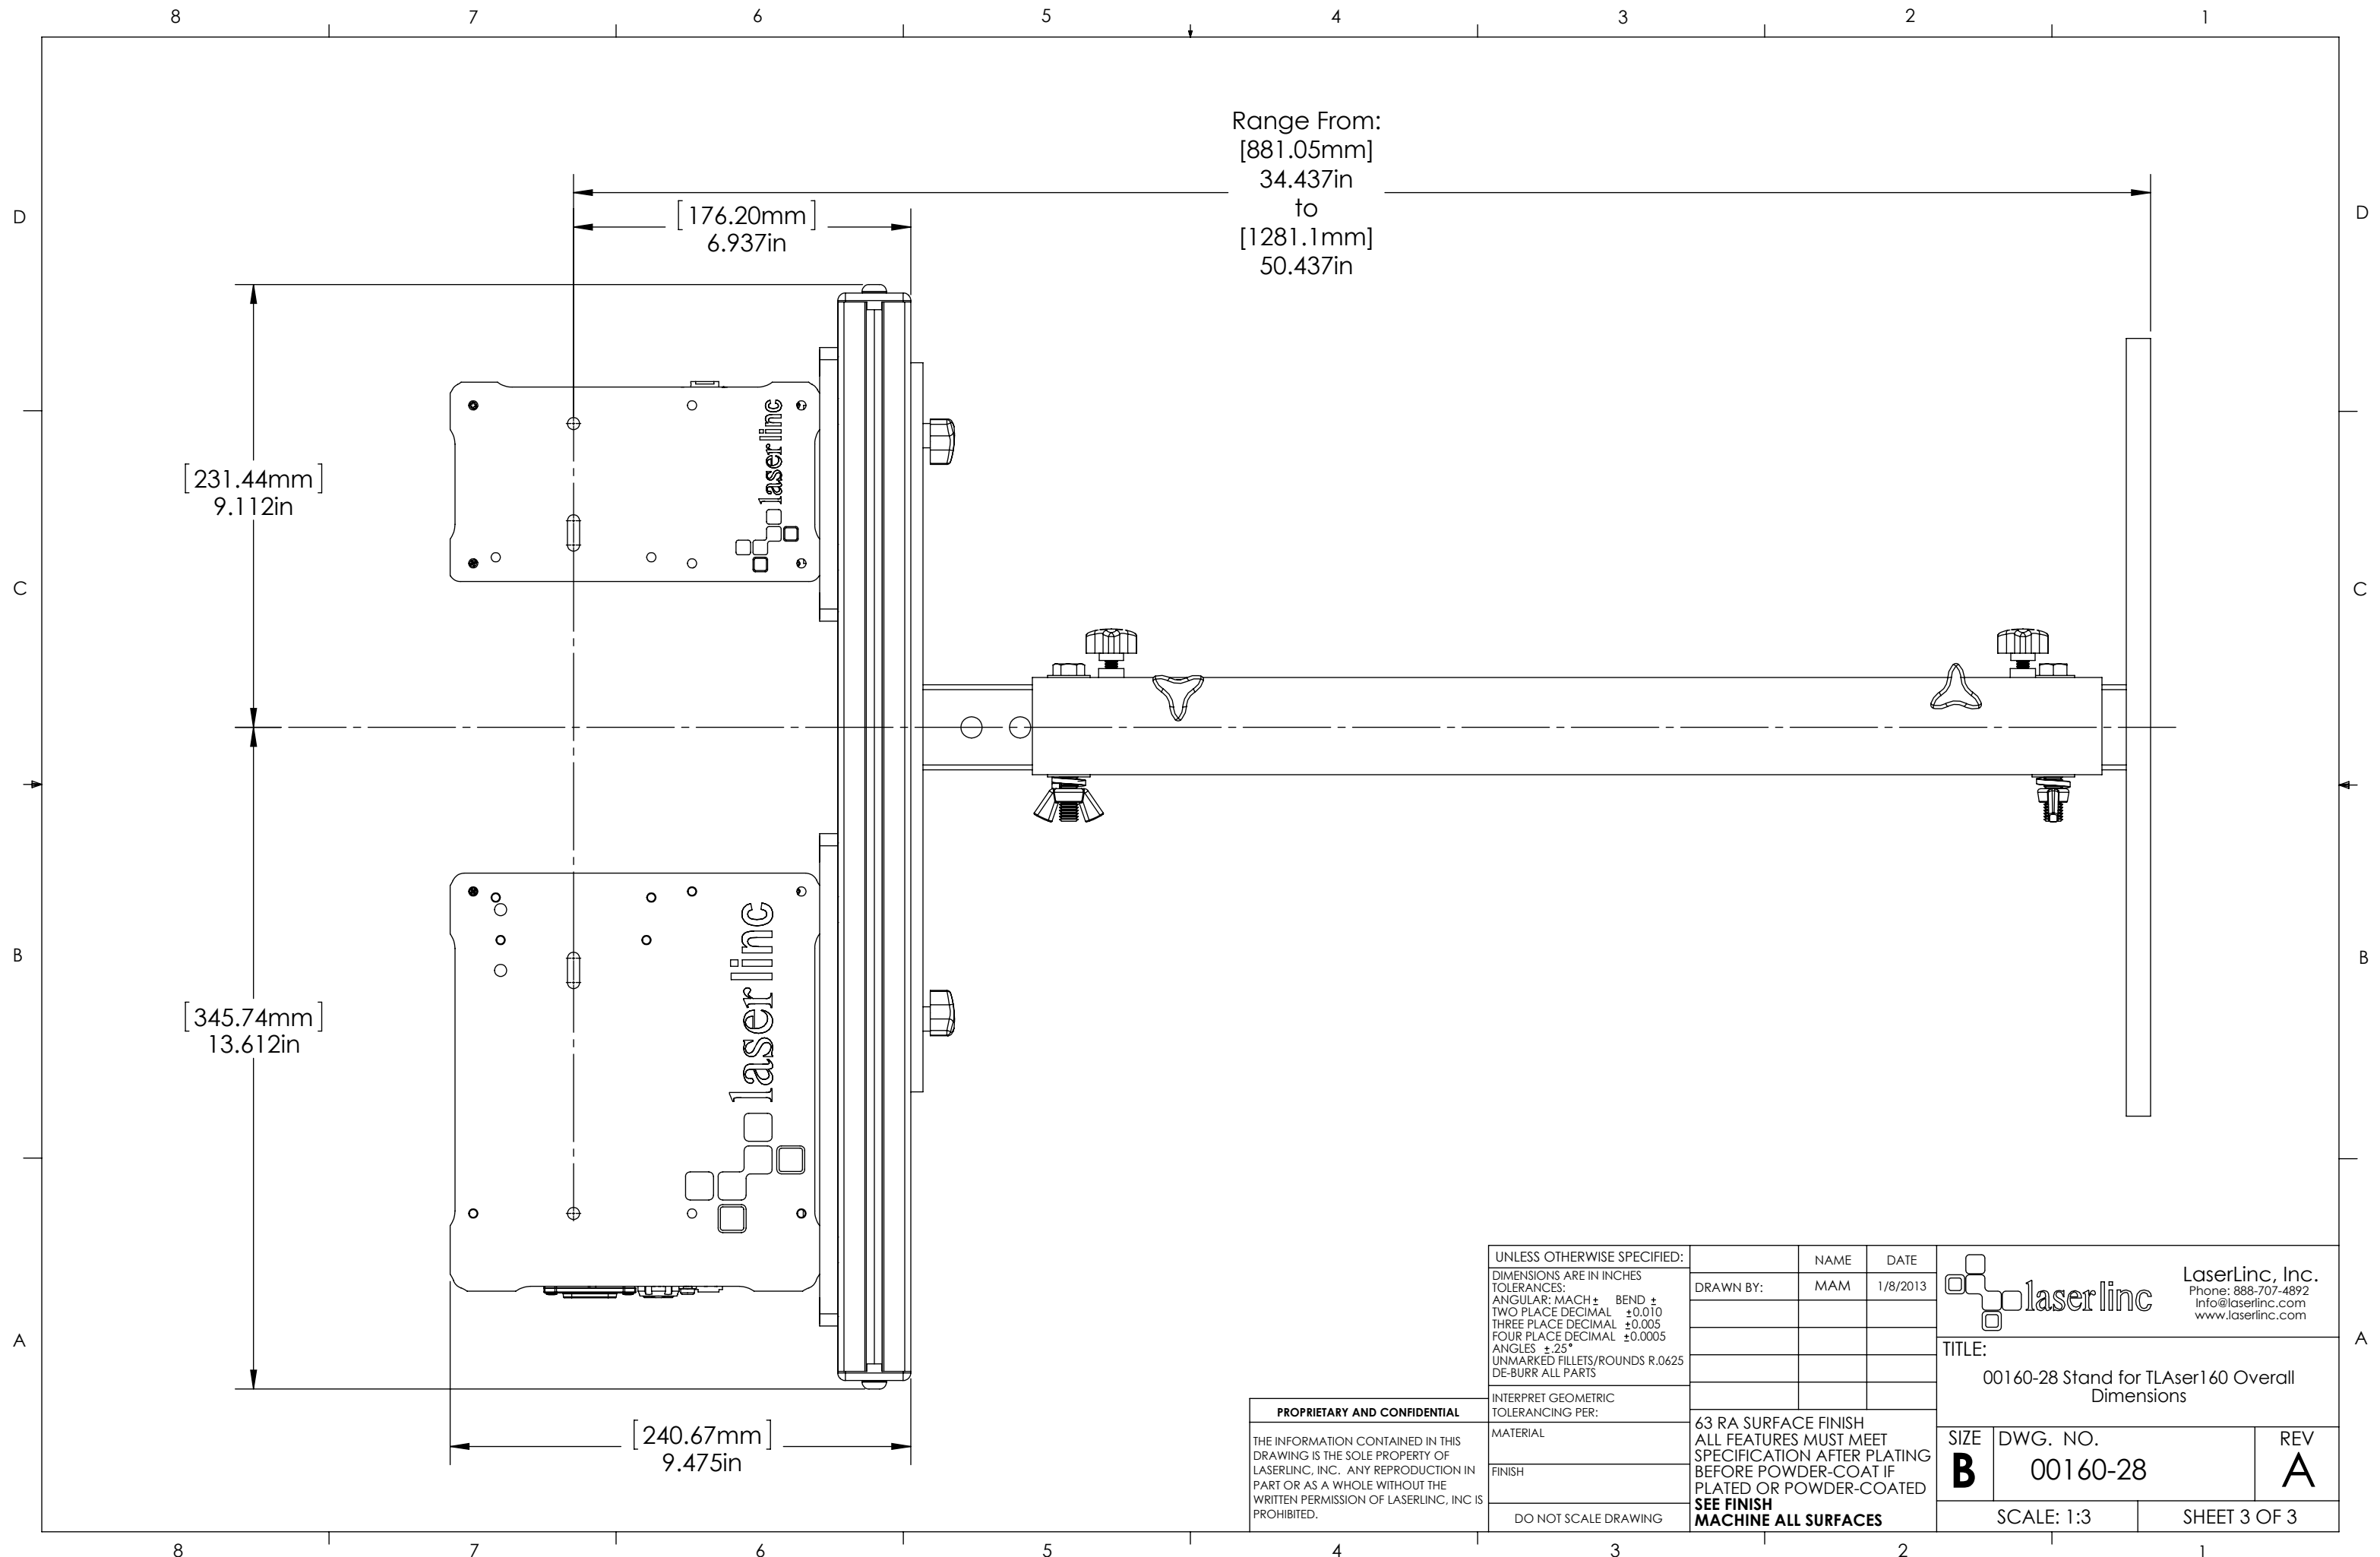 8 7 6 5 4 3 2 1
Range From:
[881.05mm]
34.437in
to
[1281.1mm]
50.437in
D
D
[176.20mm]
6.937in
[231.44mm]
9.112in
laserlinc
C
C
laserlinc
B
B
[345.74mm]
13.612in
[240.67mm]
9.475in
A
A
PROPRIETARY AND CONFIDENTIAL
THE INFORMATION CONTAINED IN THIS
DRAWING IS THE SOLE PROPERTY OF
LASERLINC, INC. ANY REPRODUCTION IN
PART OR AS A WHOLE WITHOUT THE
WRITTEN PERMISSION OF LASERLINC, INC IS
PROHIBITED.
UNLESS OTHERWISE SPECIFIED:
DIMENSIONS ARE IN INCHES
TOLERANCES:
ANGULAR: MACH± BEND ±
TWO PLACE DECIMAL ±0.010
THREE PLACE DECIMAL ±0.005
FOUR PLACE DECIMAL ±0.0005
ANGLES ±.25°
UNMARKED FILLETS/ROUNDS R.0625
DE-BURR ALL PARTS
INTERPRET GEOMETRIC
TOLERANCING PER:
MATERIAL
FINISH
DO NOT SCALE DRAWING
NAME DATE
DRAWN BY: MAM 1/8/2013
63 RA SURFACE FINISH
ALL FEATURES MUST MEET
SPECIFICATION AFTER PLATING
BEFORE POWDER-COAT IF
PLATED OR POWDER-COATED
SEE FINISH
MACHINE ALL SURFACES
laserlinc
LaserLinc, Inc.
Phone: 888-707-4892
Info@laserlinc.com
www.laserlinc.com
TITLE:
00160-28 Stand for TLAser160 Overall
Dimensions
SIZE DWG. NO. REV
B 00160-28 A
SCALE: 1:3 SHEET 3 OF 3
8 7 6 5 4 3 2 1